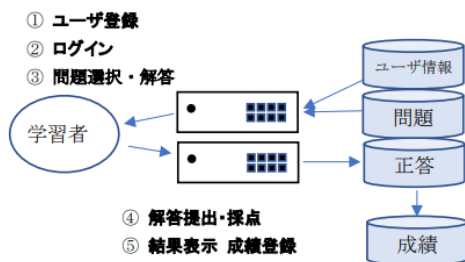 ① ユーザ登録
② ログイン
③ 問題選択・解答
ユーザ情報
問題
学習者
正答
④ 解答提出・採点
⑤ 結果表示 成績登録
成績